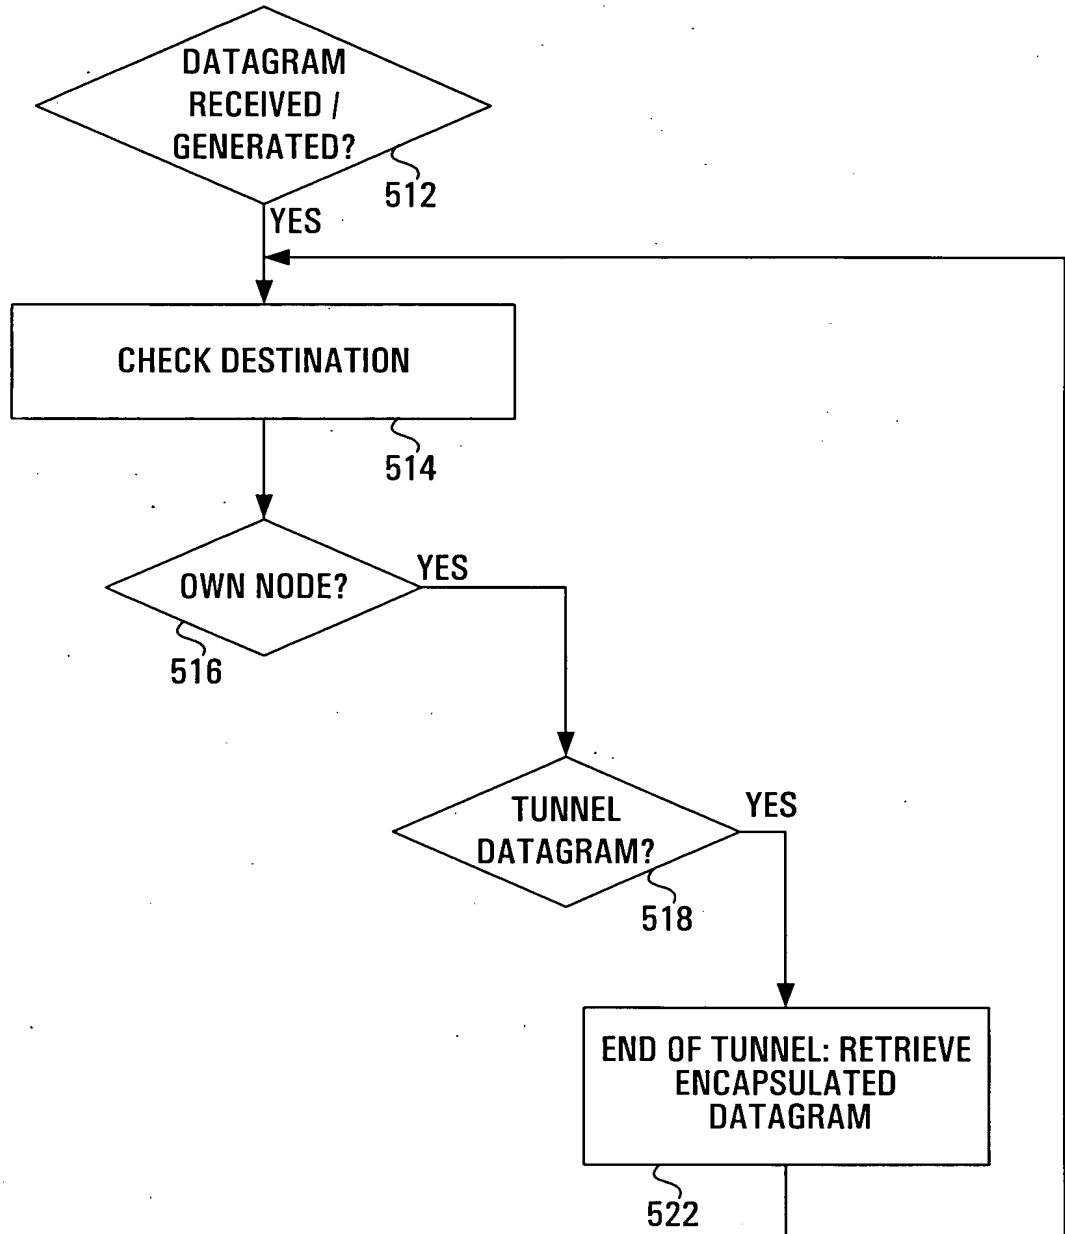 DATAGRAM
RECEIVED /
GENERATED?
512
YES
CHECK DESTINATION
514
OWN NODE?
YES
516
TUNNEL
DATAGRAM?
YES
518
END OF TUNNEL: RETRIEVE
ENCAPSULATED
DATAGRAM
522